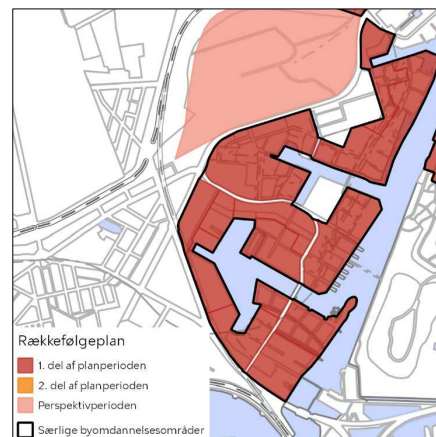 Rækkefølgeplan
1. del af planperioden
2. del af planperioden
Perspektivperioden
Særlige byomdannelsesområder